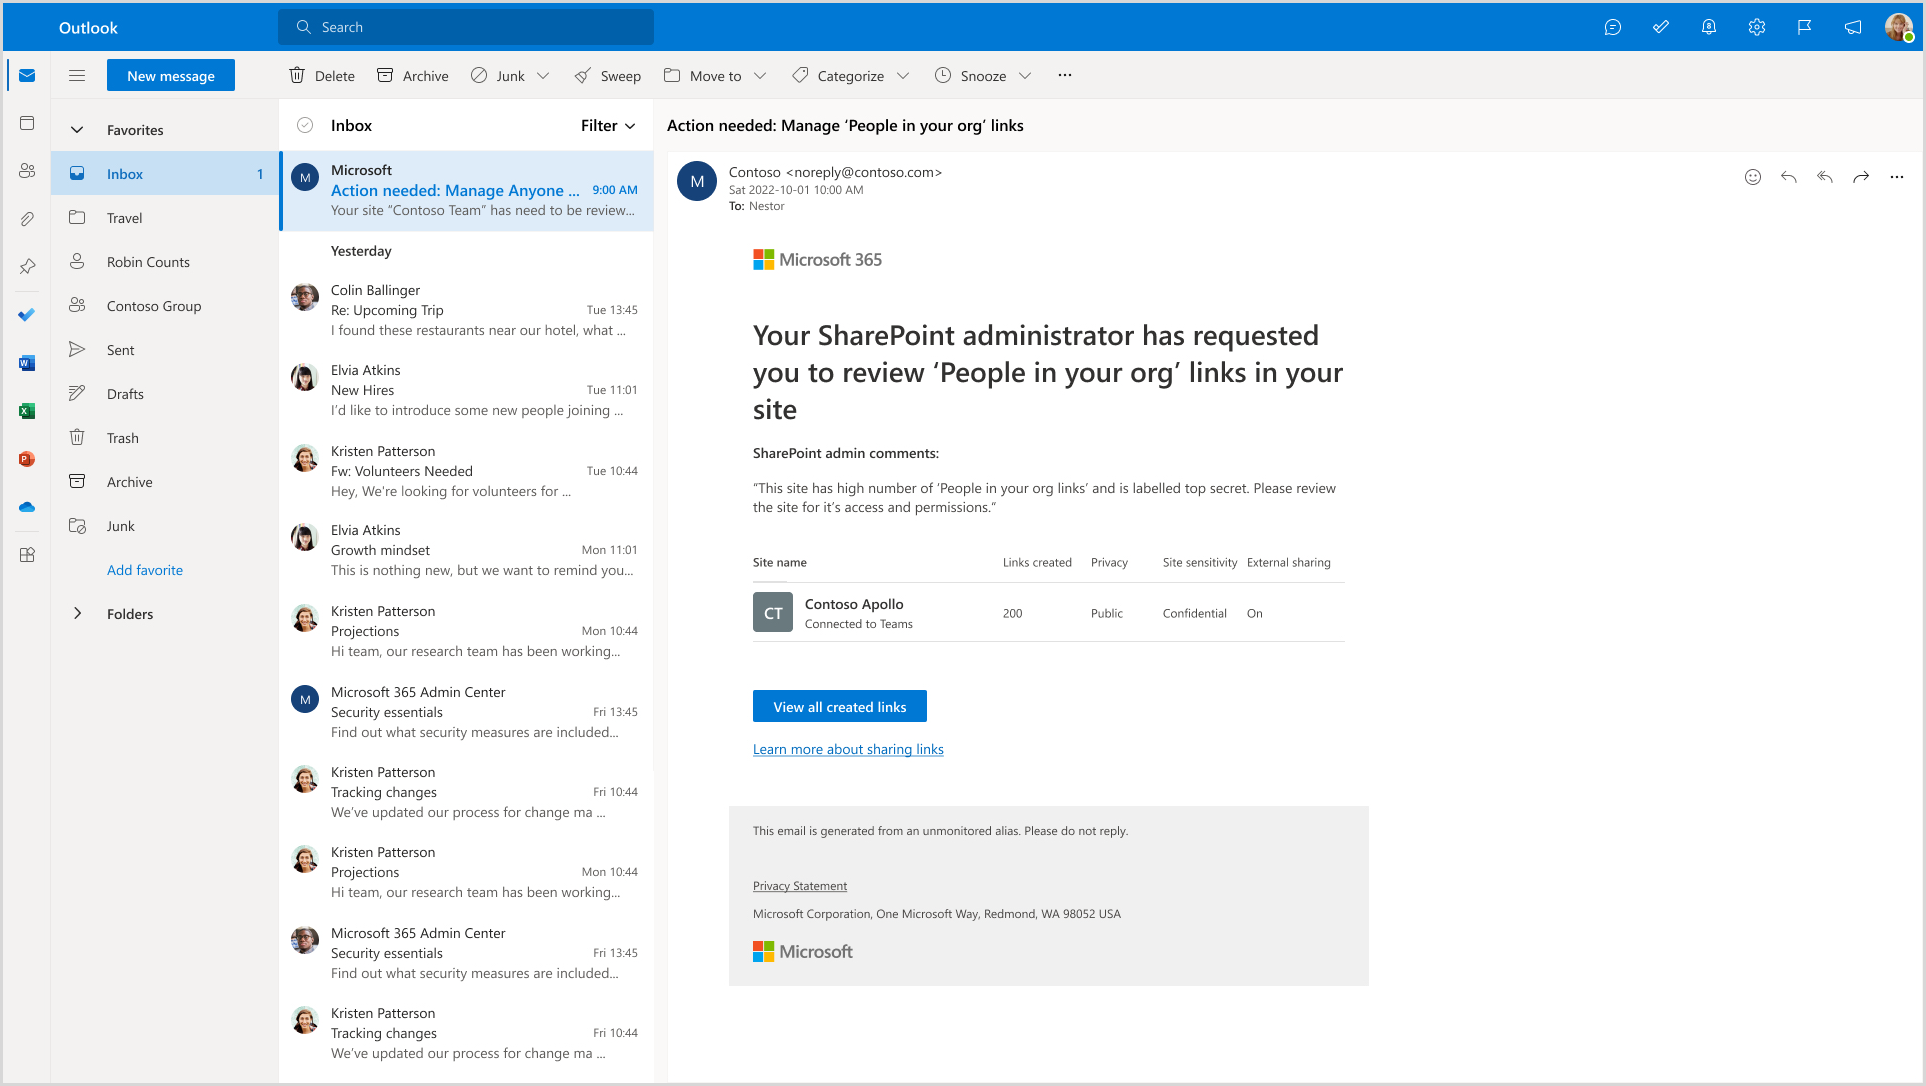 Outlook
Search
8
New message
Delete
Archive
Junk
Sweep
Move to
Categorize
Snooze
Favorites
Inbox 1
Travel
Robin Counts
Contoso Group
Sent
Drafts
Trash
Archive
Junk
Add favorite
Folders
W
X
P
Inbox
Filter
M
Microsoft
Action needed: Manage Anyone ... 9:00 AM
Your site “Contoso Team” has need to be review...
Yesterday
Colin Ballinger
Re: Upcoming Trip Tue 13:45
I found these restaurants near our hotel, what ...
Elvia Atkins
New Hires Tue 11:01
I’d like to introduce some new people joining ...
Kristen Patterson
Fw: Volunteers Needed Tue 10:44
Hey, We’re looking for volunteers for ...
Elvia Atkins
Growth mindset Mon 11:01
This is nothing new, but we want to remind you...
Kristen Patterson
Projections Mon 10:44
Hi team, our research team has been working...
M
Microsoft 365 Admin Center
Security essentials Fri 13:45
Find out what security measures are included...
Kristen Patterson
Tracking changes Fri 10:44
We’ve updated our process for change ma ...
Kristen Patterson
Projections Mon 10:44
Hi team, our research team has been working...
Microsoft 365 Admin Center
Security essentials Fri 13:45
Find out what security measures are included...
Kristen Patterson
Tracking changes Fri 10:44
We’ve updated our process for change ma ...
Action needed: Manage ‘People in your org’ links
M
Contoso <noreply@contoso.com>
Sat 2022-10-01 10:00 AM
To: Nestor
Microsoft 365
Your SharePoint administrator has requested
you to review ‘People in your org’ links in your
site
SharePoint admin comments:
“This site has high number of ‘People in your org links’ and is labelled top secret. Please review
the site for it’s access and permissions.”
Site name Links created Privacy Site sensitivity External sharing
CT Contoso Apollo 200 Public Confidential On
Connected to Teams
View all created links
Learn more about sharing links
This email is generated from an unmonitored alias. Please do not reply.
Privacy Statement
Microsoft Corporation, One Microsoft Way, Redmond, WA 98052 USA
Microsoft